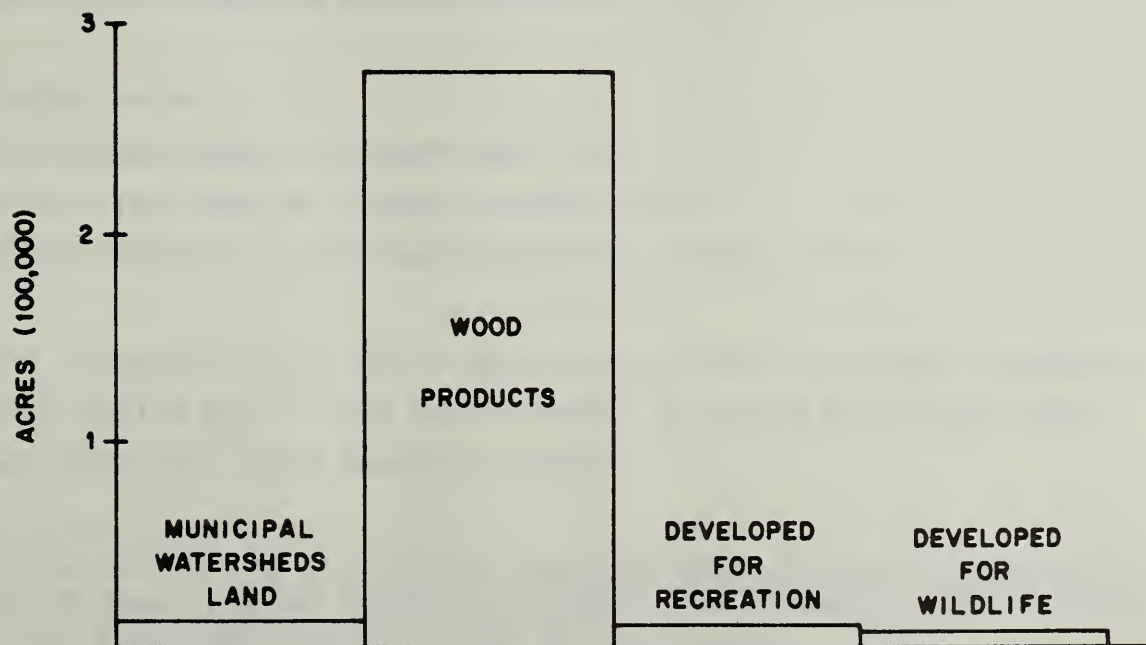 3
2
1
ACRES (100,000)
MUNICIPAL
WATERSHEDS
LAND
WOOD
PRODUCTS
DEVELOPED
FOR
RECREATION
DEVELOPED
FOR
WILDLIFE